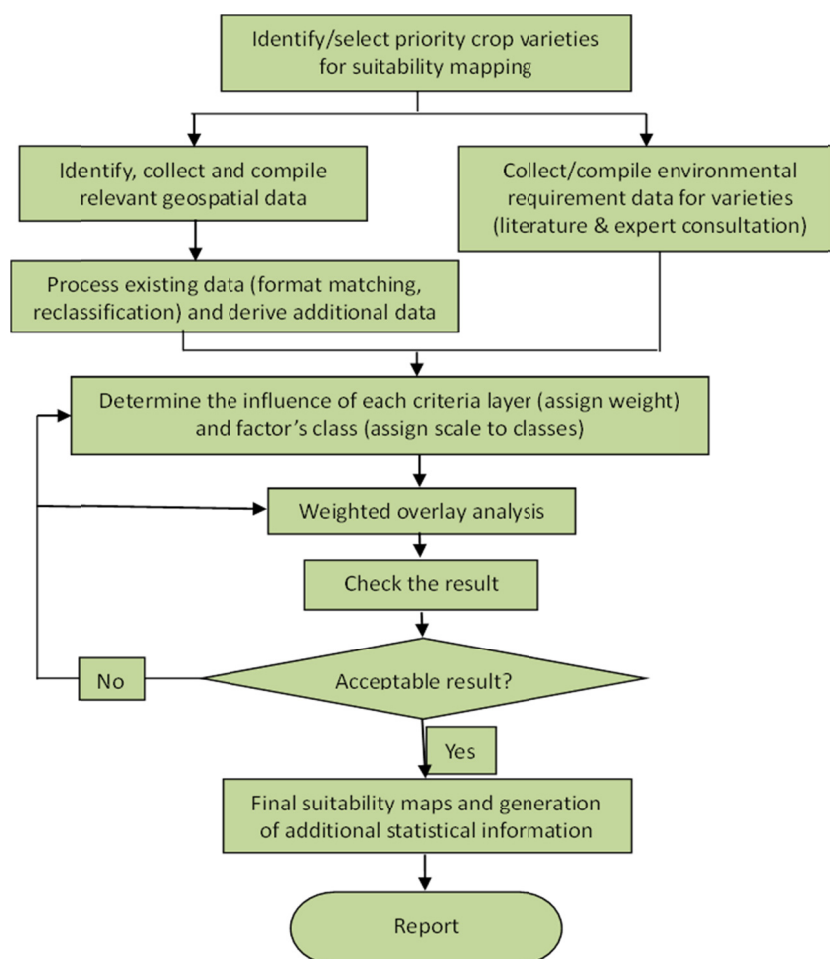 Identify/select priority crop varieties
for suitability mapping
Identify, collect and compile
relevant geospatial data
Collect/compile environmental
requirement data for varieties
(literature & expert consultation)
Process existing data (format matching,
reclassification) and derive additional data
Determine the influence of each criteria layer (assign weight)
and factor’s class (assign scale to classes)
Weighted overlay analysis
Check the result
Acceptable result?
No
Yes
Final suitability maps and generation
of additional statistical information
Report